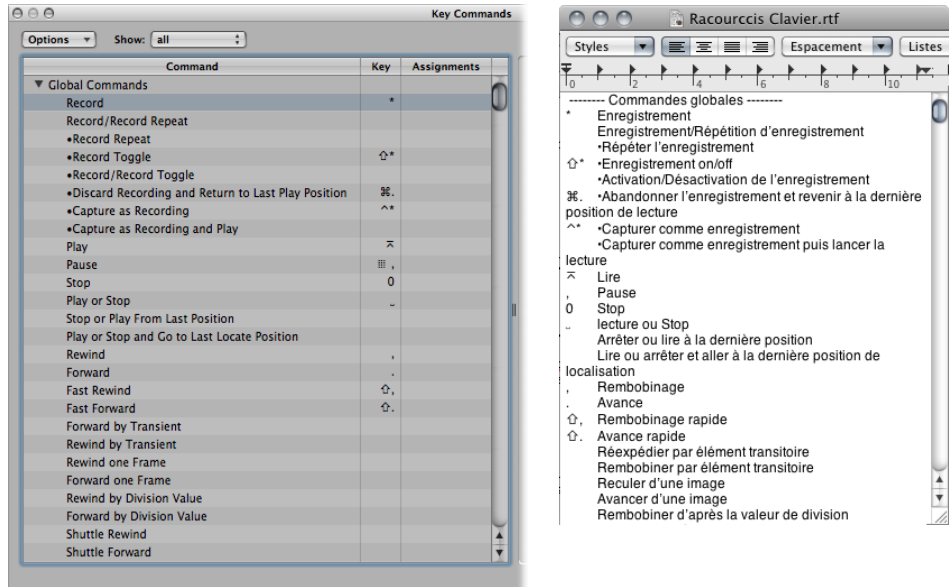 Key Commands
Options Show: all
Command Key Assignments
Global Commands
Record *
Record/Record Repeat
•Record Repeat
•Record Toggle ⇧*
•Record/Record Toggle
•Discard Recording and Return to Last Play Position ⌘.
•Capture as Recording ^*
•Capture as Recording and Play
Play ⌅
Pause ,
Stop 0
Play or Stop ⎵
Stop or Play From Last Position
Play or Stop and Go to Last Locate Position
Rewind ,
Forward .
Fast Rewind ⇧,
Fast Forward ⇧.
Forward by Transient
Rewind by Transient
Rewind one Frame
Forward one Frame
Rewind by Division Value
Forward by Division Value
Shuttle Rewind
Shuttle Forward
Racourccis Clavier.rtf
Styles Espacement Listes
0 2 4 6 8 10
-------- Commandes globales --------
* Enregistrement
Enregistrement/Répétition d’enregistrement
•Répéter l’enregistrement
⇧* •Enregistrement on/off
•Activation/Désactivation de l’enregistrement
⌘. •Abandonner l’enregistrement et revenir à la dernière
position de lecture
^* •Capturer comme enregistrement
•Capturer comme enregistrement puis lancer la
lecture
⌅ Lire
, Pause
0 Stop
⎵ lecture ou Stop
Arrêter ou lire à la dernière position
Lire ou arrêter et aller à la dernière position de
localisation
, Rembobinage
. Avance
⇧, Rembobinage rapide
⇧. Avance rapide
Réexpédier par élément transitoire
Rembobiner par élément transitoire
Reculer d’une image
Avancer d’une image
Rembobiner d’après la valeur de division